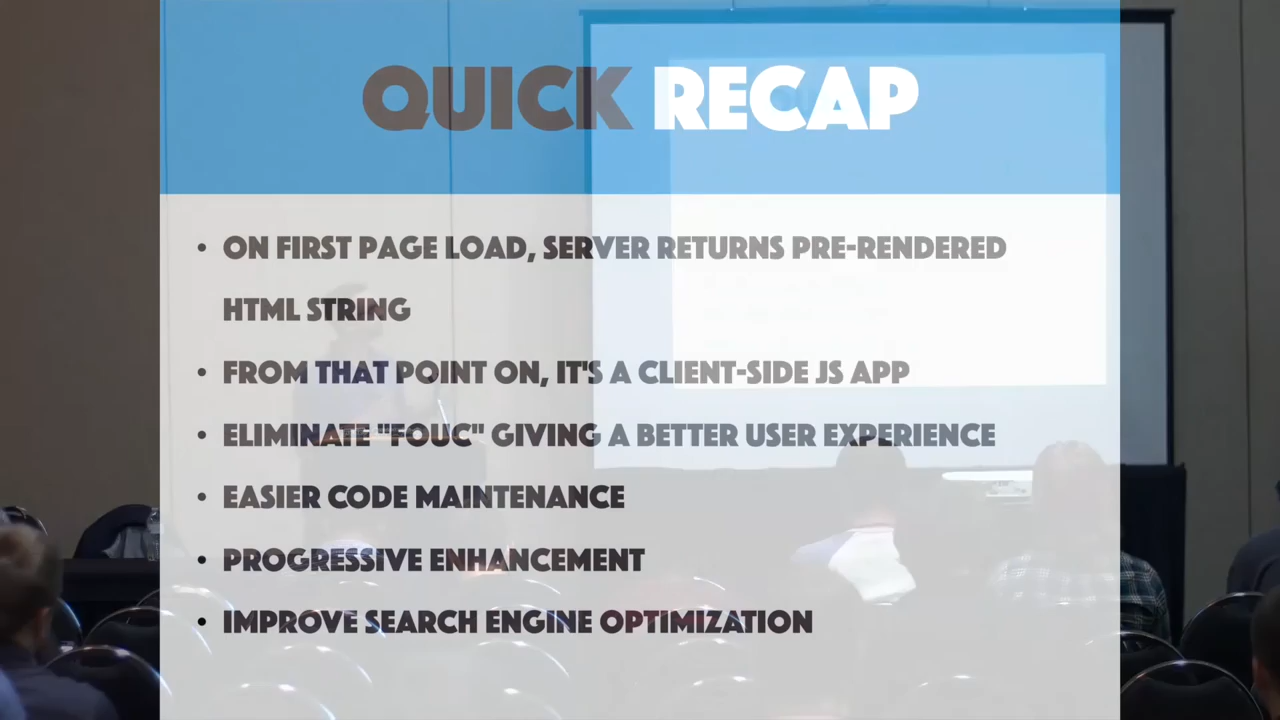 QUICK RECAP
• ON FIRST PAGE LOAD, SERVER RETURNS PRE-RENDERED
HTML STRING
• FROM THAT POINT ON, IT'S A CLIENT-SIDE JS APP
• ELIMINATE "FOUC" GIVING A BETTER USER EXPERIENCE
• EASIER CODE MAINTENANCE
• PROGRESSIVE ENHANCEMENT
• IMPROVE SEARCH ENGINE OPTIMIZATION